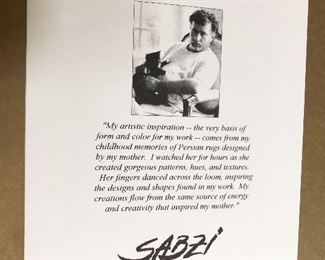 "My artistic inspiration -- the very basis of
form and color for my work -- comes from my
childhood memories of Persian rugs designed
by my mother. I watched her for hours as she
created gorgeous patterns, hues, and textures.
Her fingers danced across the loom, inspiring
the designs and shapes found in my work. My
creations flow from the same source of energy
and creativity that inspired my mother."
SABZI